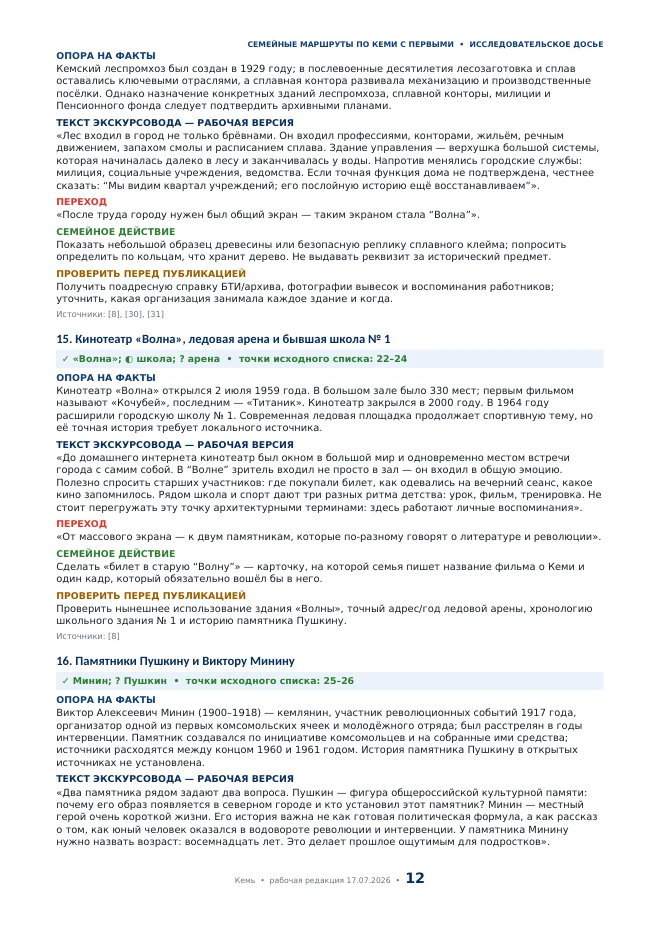 СЕМЕЙНЫЕ МАРШРУТЫ ПО КЕМИ С ПЕРВЫМИ • ИССЛЕДОВАТЕЛЬСКОЕ ДОСЬЕ
ОПОРА НА ФАКТЫ
Кемский леспромхоз был создан в 1929 году; в послевоенные десятилетия лесозаготовка и сплав
оставались ключевыми отраслями, а сплавная контора развивала механизацию и производственные
посёлки. Однако назначение конкретных зданий леспромхоза, сплавной конторы, милиции и
Пенсионного фонда следует подтвердить архивными планами.
ТЕКСТ ЭКСКУРСОВОДА — РАБОЧАЯ ВЕРСИЯ
«Лес входил в город не только брёвнами. Он входил профессиями, конторами, жильём, речным
движением, запахом смолы и расписанием сплава. Здание управления — верхушка большой системы,
которая начиналась далеко в лесу и заканчивалась у воды. Напротив менялись городские службы:
милиция, социальные учреждения, ведомства. Если точная функция дома не подтверждена, честнее
сказать: “Мы видим квартал учреждений; его послойную историю ещё восстанавливаем”».
ПЕРЕХОД
«После труда городу нужен был общий экран — таким экраном стала “Волна”».
СЕМЕЙНОЕ ДЕЙСТВИЕ
Показать небольшой образец древесины или безопасную реплику сплавного клейма; попросить
определить по кольцам, что хранит дерево. Не выдавать реквизит за исторический предмет.
ПРОВЕРИТЬ ПЕРЕД ПУБЛИКАЦИЕЙ
Получить поадресную справку БТИ/архива, фотографии вывесок и воспоминания работников;
уточнить, какая организация занимала каждое здание и когда.
Источники: [8], [30], [31]
15. Кинотеатр «Волна», ледовая арена и бывшая школа № 1
✓ «Волна»; ◐ школа; ? арена • точки исходного списка: 22–24
ОПОРА НА ФАКТЫ
Кинотеатр «Волна» открылся 2 июля 1959 года. В большом зале было 330 мест; первым фильмом
называют «Кочубей», последним — «Титаник». Кинотеатр закрылся в 2000 году. В 1964 году
расширили городскую школу № 1. Современная ледовая площадка продолжает спортивную тему, но
её точная история требует локального источника.
ТЕКСТ ЭКСКУРСОВОДА — РАБОЧАЯ ВЕРСИЯ
«До домашнего интернета кинотеатр был окном в большой мир и одновременно местом встречи
города с самим собой. В “Волне” зритель входил не просто в зал — он входил в общую эмоцию.
Полезно спросить старших участников: где покупали билет, как одевались на вечерний сеанс, какое
кино запомнилось. Рядом школа и спорт дают три разных ритма детства: урок, фильм, тренировка. Не
стоит перегружать эту точку архитектурными терминами: здесь работают личные воспоминания».
ПЕРЕХОД
«От массового экрана — к двум памятникам, которые по-разному говорят о литературе и революции».
СЕМЕЙНОЕ ДЕЙСТВИЕ
Сделать «билет в старую “Волну”» — карточку, на которой семья пишет название фильма о Кеми и
один кадр, который обязательно вошёл бы в него.
ПРОВЕРИТЬ ПЕРЕД ПУБЛИКАЦИЕЙ
Проверить нынешнее использование здания «Волны», точный адрес/год ледовой арены, хронологию
школьного здания № 1 и историю памятника Пушкину.
Источники: [8]
16. Памятники Пушкину и Виктору Минину
✓ Минин; ? Пушкин • точки исходного списка: 25–26
ОПОРА НА ФАКТЫ
Виктор Алексеевич Минин (1900–1918) — кемлянин, участник революционных событий 1917 года,
организатор одной из первых комсомольских ячеек и молодёжного отряда; был расстрелян в годы
интервенции. Памятник создавался по инициативе комсомольцев и на собранные ими средства;
источники расходятся между концом 1960 и 1961 годом. История памятника Пушкину в открытых
источниках не установлена.
ТЕКСТ ЭКСКУРСОВОДА — РАБОЧАЯ ВЕРСИЯ
«Два памятника рядом задают два вопроса. Пушкин — фигура общероссийской культурной памяти:
почему его образ появляется в северном городе и кто установил этот памятник? Минин — местный
герой очень короткой жизни. Его история важна не как готовая политическая формула, а как рассказ
о том, как юный человек оказался в водовороте революции и интервенции. У памятника Минину
нужно назвать возраст: восемнадцать лет. Это делает прошлое ощутимым для подростков».
Кемь • рабочая редакция 17.07.2026 • 12